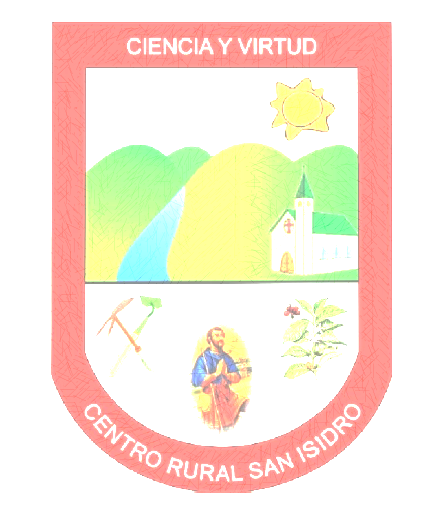 CIENCIA Y VIRTUD
CENTRO RURAL SAN ISIDRO